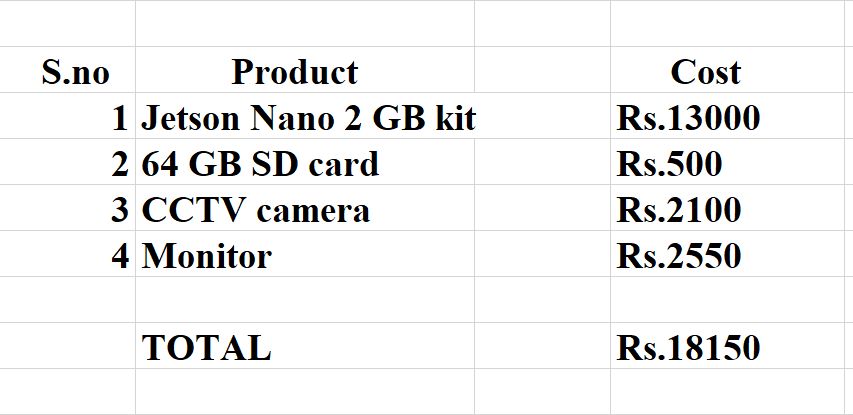 S.no Product Cost
1 Jetson Nano 2 GB kit Rs.13000
2 64 GB SD card Rs.500
3 CCTV camera Rs.2100
4 Monitor Rs.2550
TOTAL Rs.18150